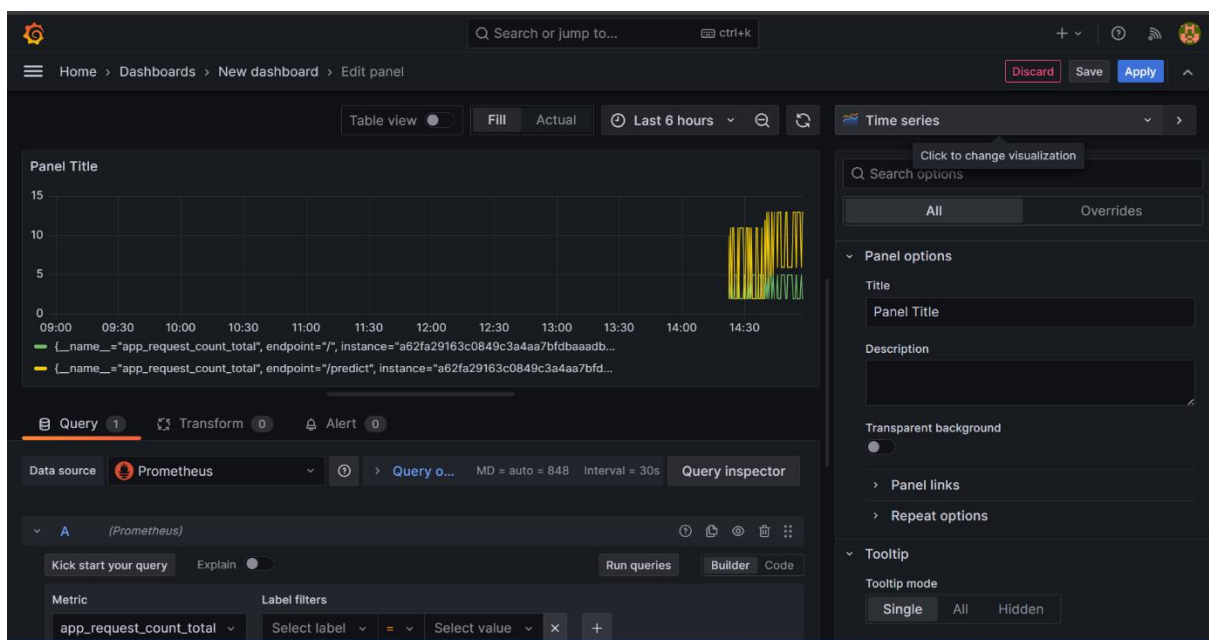 Search or jump to... ctrl+k
Home › Dashboards › New dashboard › Edit panel
Discard Save Apply
Table view Fill Actual Last 6 hours
Time series
Click to change visualization
Panel Title
15
10
5
0
09:00 09:30 10:00 10:30 11:00 11:30 12:00 12:30 13:00 13:30 14:00 14:30
{__name__="app_request_count_total", endpoint="/", instance="a62fa29163c0849c3a4aa7bfdbaaadb...
{__name__="app_request_count_total", endpoint="/predict", instance="a62fa29163c0849c3a4aa7bfd...
Query 1 Transform 0 Alert 0
Data source Prometheus › Query o... MD = auto = 848 Interval = 30s Query inspector
A (Prometheus)
Kick start your query Explain Run queries Builder Code
Metric Label filters
app_request_count_total Select label = Select value × +
Search options
All Overrides
Panel options
Title
Panel Title
Description
Transparent background
› Panel links
› Repeat options
Tooltip
Tooltip mode
Single All Hidden